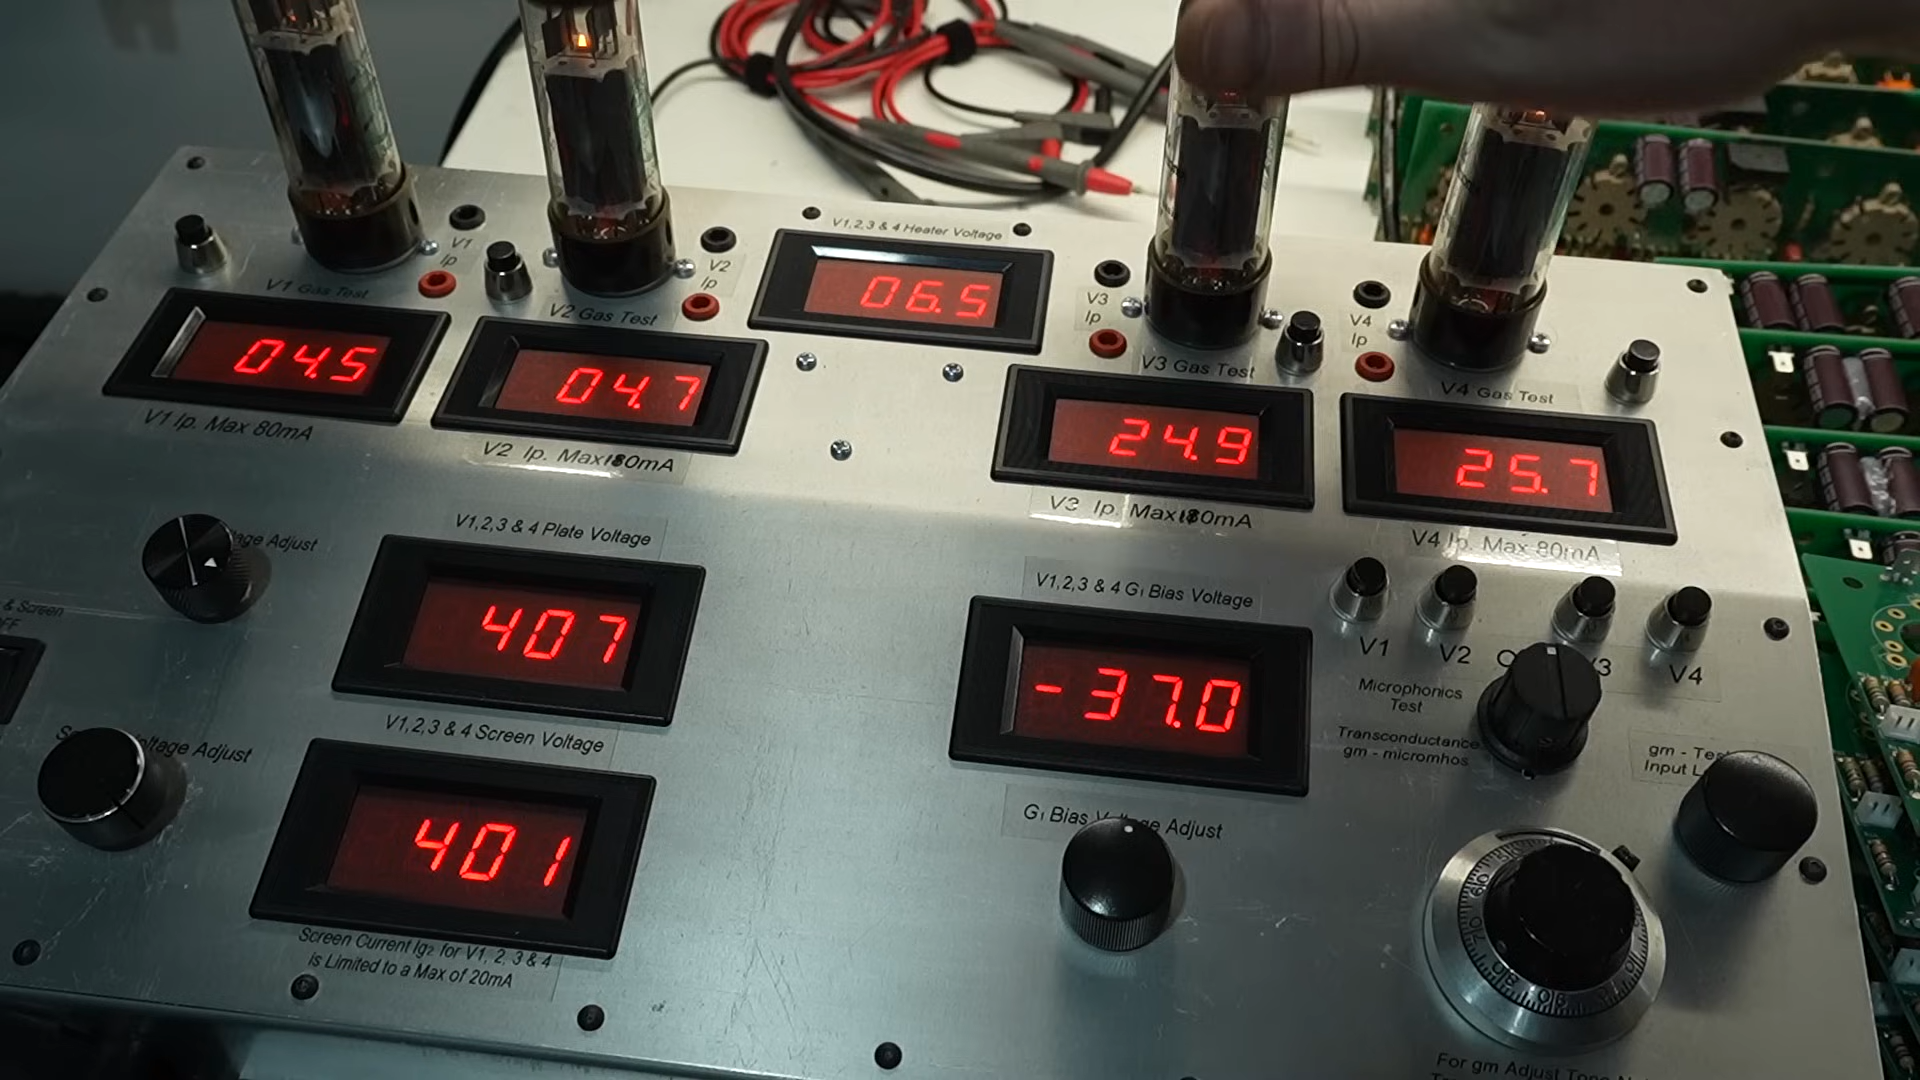 V1,2,3 & 4 Heater Voltage
06.5
V1
Ip
V2
Ip
V3
Ip
V4
Ip
V1 Gas Test
04.5
V1 Ip. Max 80mA
V2 Gas Test
04.7
V2 Ip. Max 80mA
V3 Gas Test
24.9
V3 Ip. Max 80mA
V4 Gas Test
25.7
V4 Ip. Max 80mA
Adjust
V1,2,3 & 4 Plate Voltage
407
& Screen
V1,2,3 & 4 Screen Voltage
401
Voltage Adjust
Screen Current Ig2 for V1, 2, 3 & 4
is Limited to a Max of 20mA
V1,2,3 & 4 G1 Bias Voltage
-37.0
G1 Bias Voltage Adjust
V1 V2 V3 V4
Microphonics
Test
Transconductance
gm - micromhos
gm - Test
Input
For gm Adjust